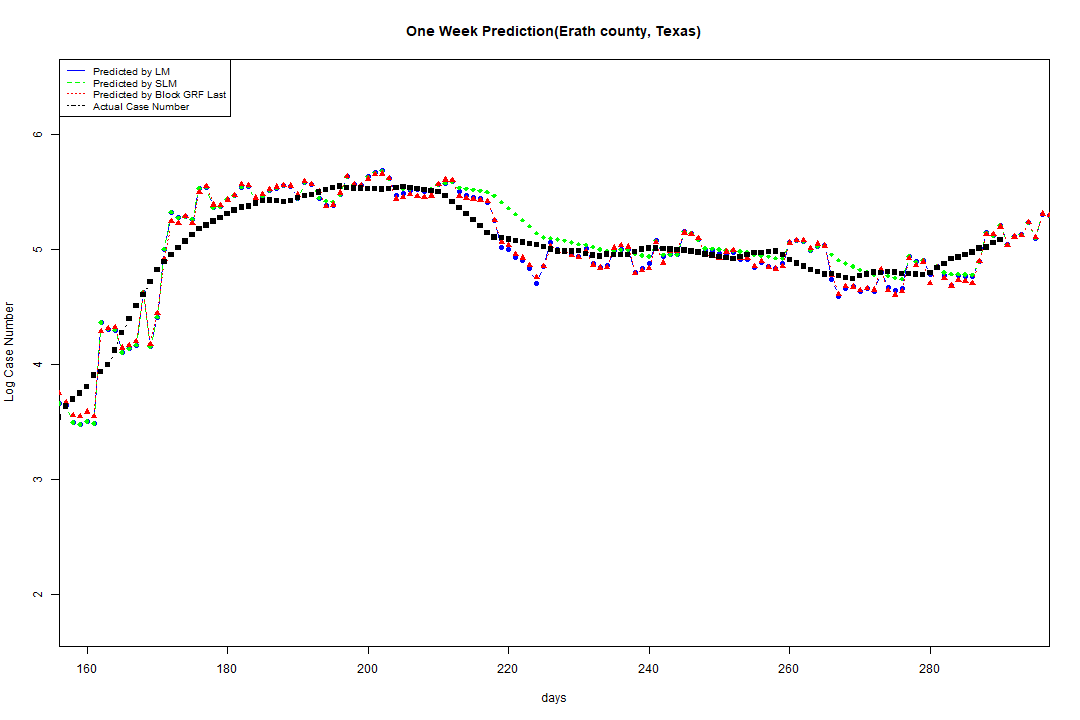 One Week Prediction(Erath county, Texas)
Predicted by LM
Predicted by SLM
Predicted by Block GRF Last
Actual Case Number
6
5
4
3
2
Log Case Number
160 180 200 220 240 260 280
days